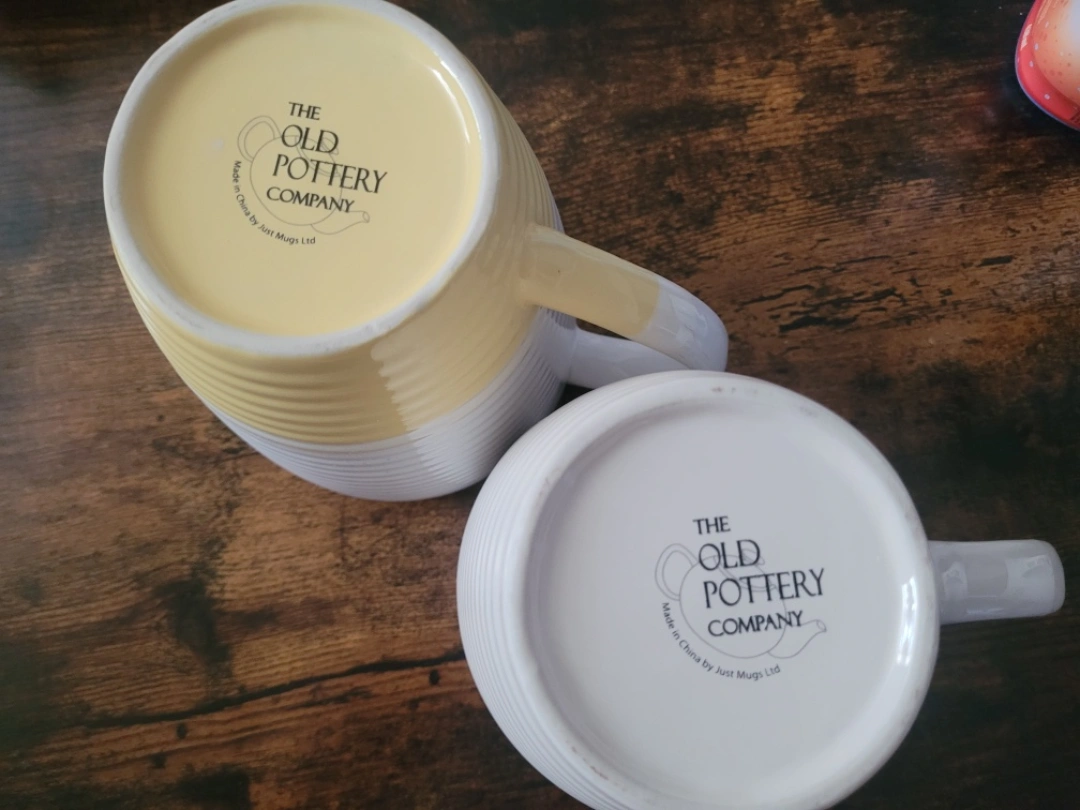 THE
OLD
POTTERY
COMPANY
Made in China by Just Mugs Ltd
THE
OLD
POTTERY
COMPANY
Made in China by Just Mugs Ltd